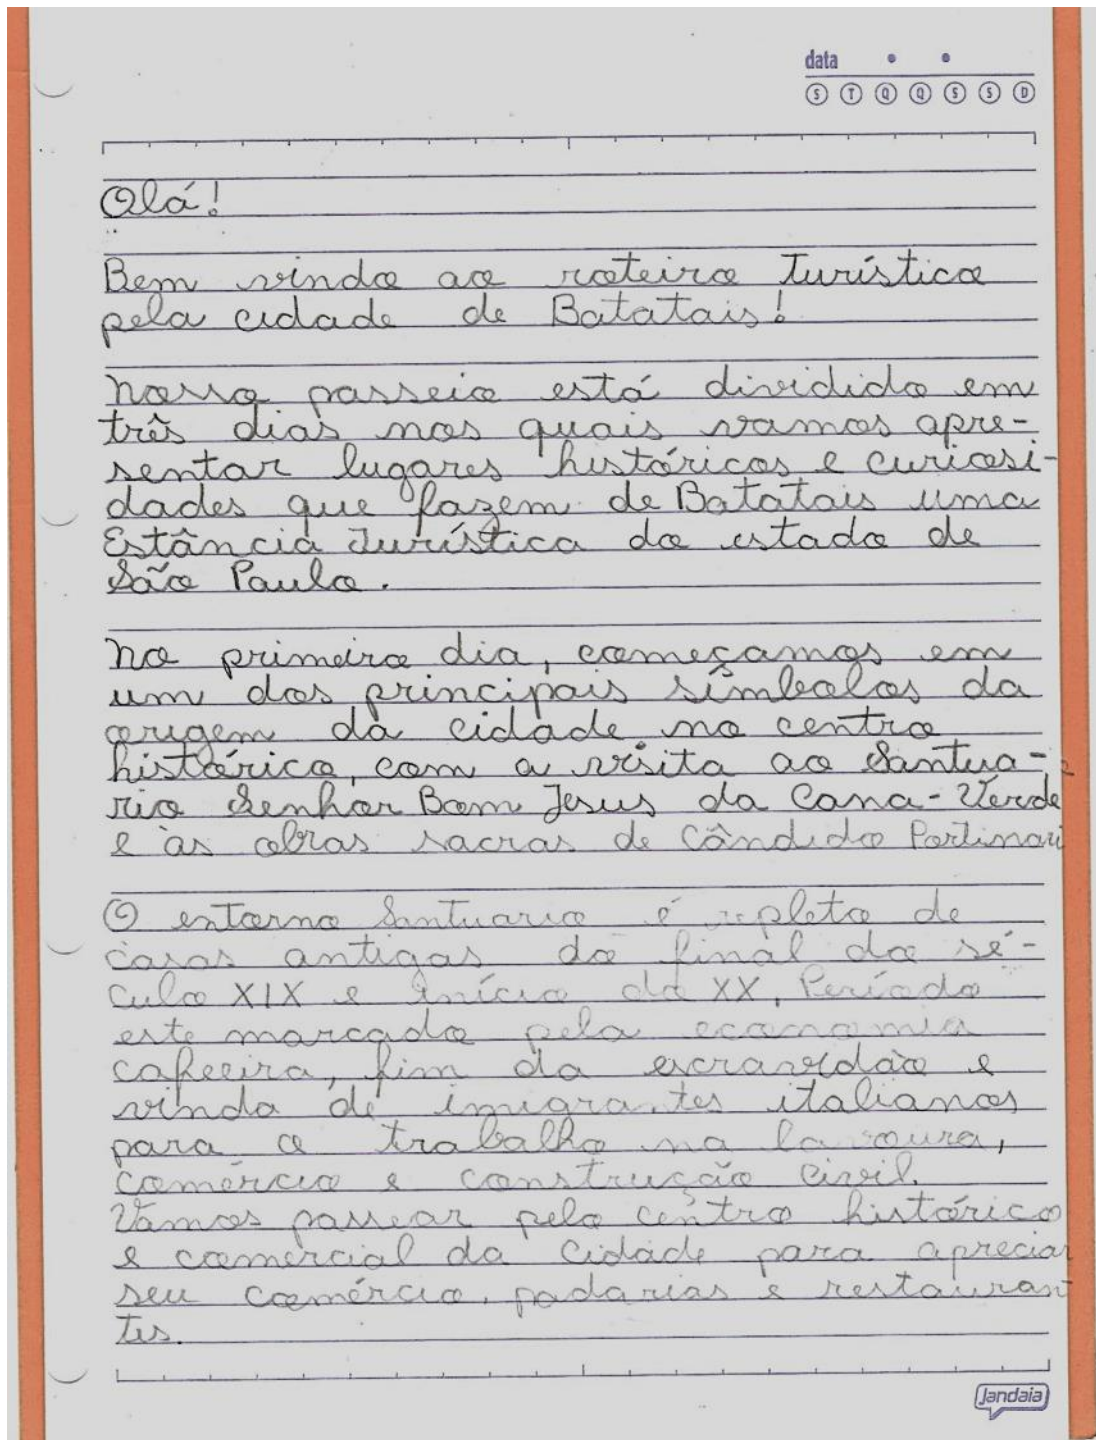 data
S T Q Q S S D
Olá!
Bem vindo ao roteiro Turístico
pela cidade de Batatais!
Nosso passeio está dividido em
três dias nos quais vamos apre-
sentar lugares históricos e curiosi-
dades que fazem de Batatais uma
Estância Turística do estado de
São Paulo.
No primeiro dia, começamos em
um dos principais símbolos da
origem da cidade no centro
histórico, com a visita ao Santua-
rio Senhor Bom Jesus da Cana-Verde
e às obras sacras de Cândido Portinari
O entorno Santuario é repleto de
casas antigas do final do sé-
culo XIX e início do XX, Período
este marcado pela economia
cafeeira, fim da escravidão e
vinda de imigrantes italianos
para o trabalho na lavoura,
comércio e construção civil.
Vamos passear pelo centro histórico
e comercial da cidade para apreciar
seu comércio, padarias e restauran
tes.
Jandaia